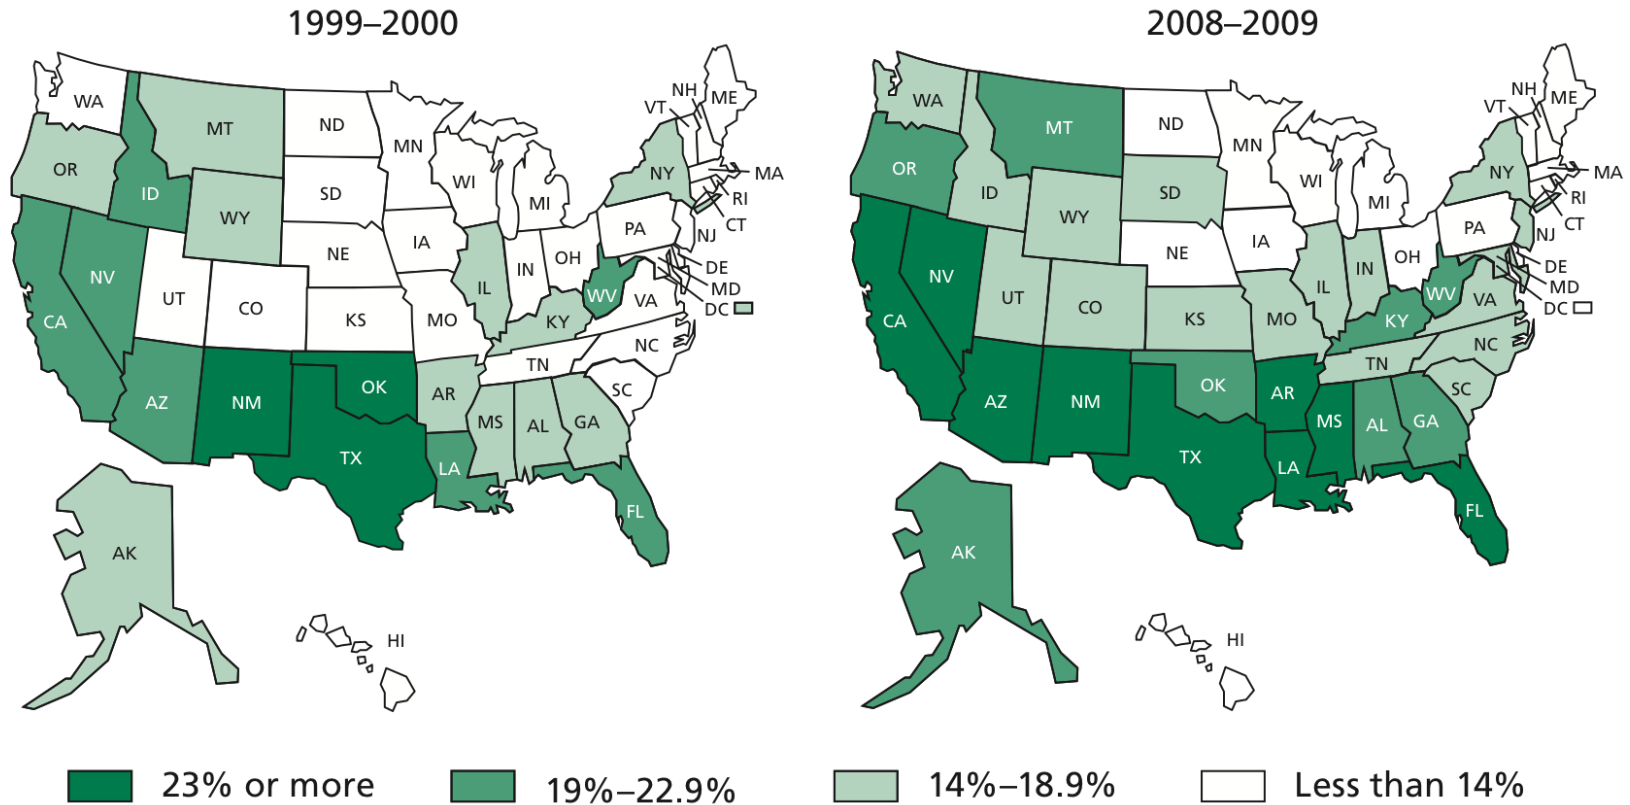 1999–2000
WA
MT
ND
MN
ME
NH
VT
OR
ID
WY
SD
WI
MI
NY
MA
RI
CT
NV
UT
CO
NE
IA
IL
IN
OH
PA
NJ
DE
MD
DC
CA
KS
MO
KY
WV
VA
AZ
NM
OK
AR
TN
NC
SC
TX
LA
MS
AL
GA
FL
AK
HI
2008–2009
WA
MT
ND
MN
ME
NH
VT
OR
ID
WY
SD
WI
MI
NY
MA
RI
CT
NV
UT
CO
NE
IA
IL
IN
OH
PA
NJ
DE
MD
DC
CA
KS
MO
KY
WV
VA
AZ
NM
OK
AR
TN
NC
SC
TX
LA
MS
AL
GA
FL
AK
HI
23% or more
19%–22.9%
14%–18.9%
Less than 14%